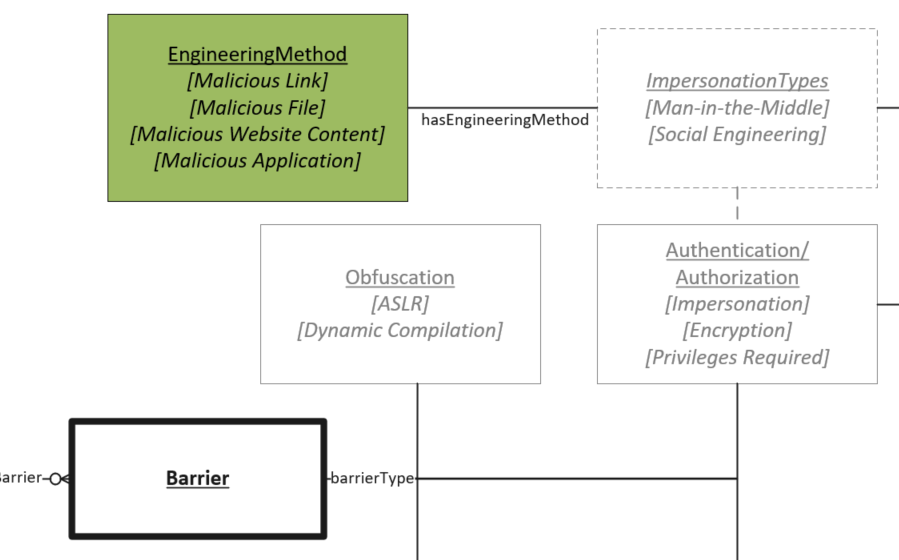 EngineeringMethod
[Malicious Link]
[Malicious File]
[Malicious Website Content]
[Malicious Application]
hasEngineeringMethod
ImpersonationTypes
[Man-in-the-Middle]
[Social Engineering]
Obfuscation
[ASLR]
[Dynamic Compilation]
Authentication/
Authorization
[Impersonation]
[Encryption]
[Privileges Required]
Barrier
barrierType